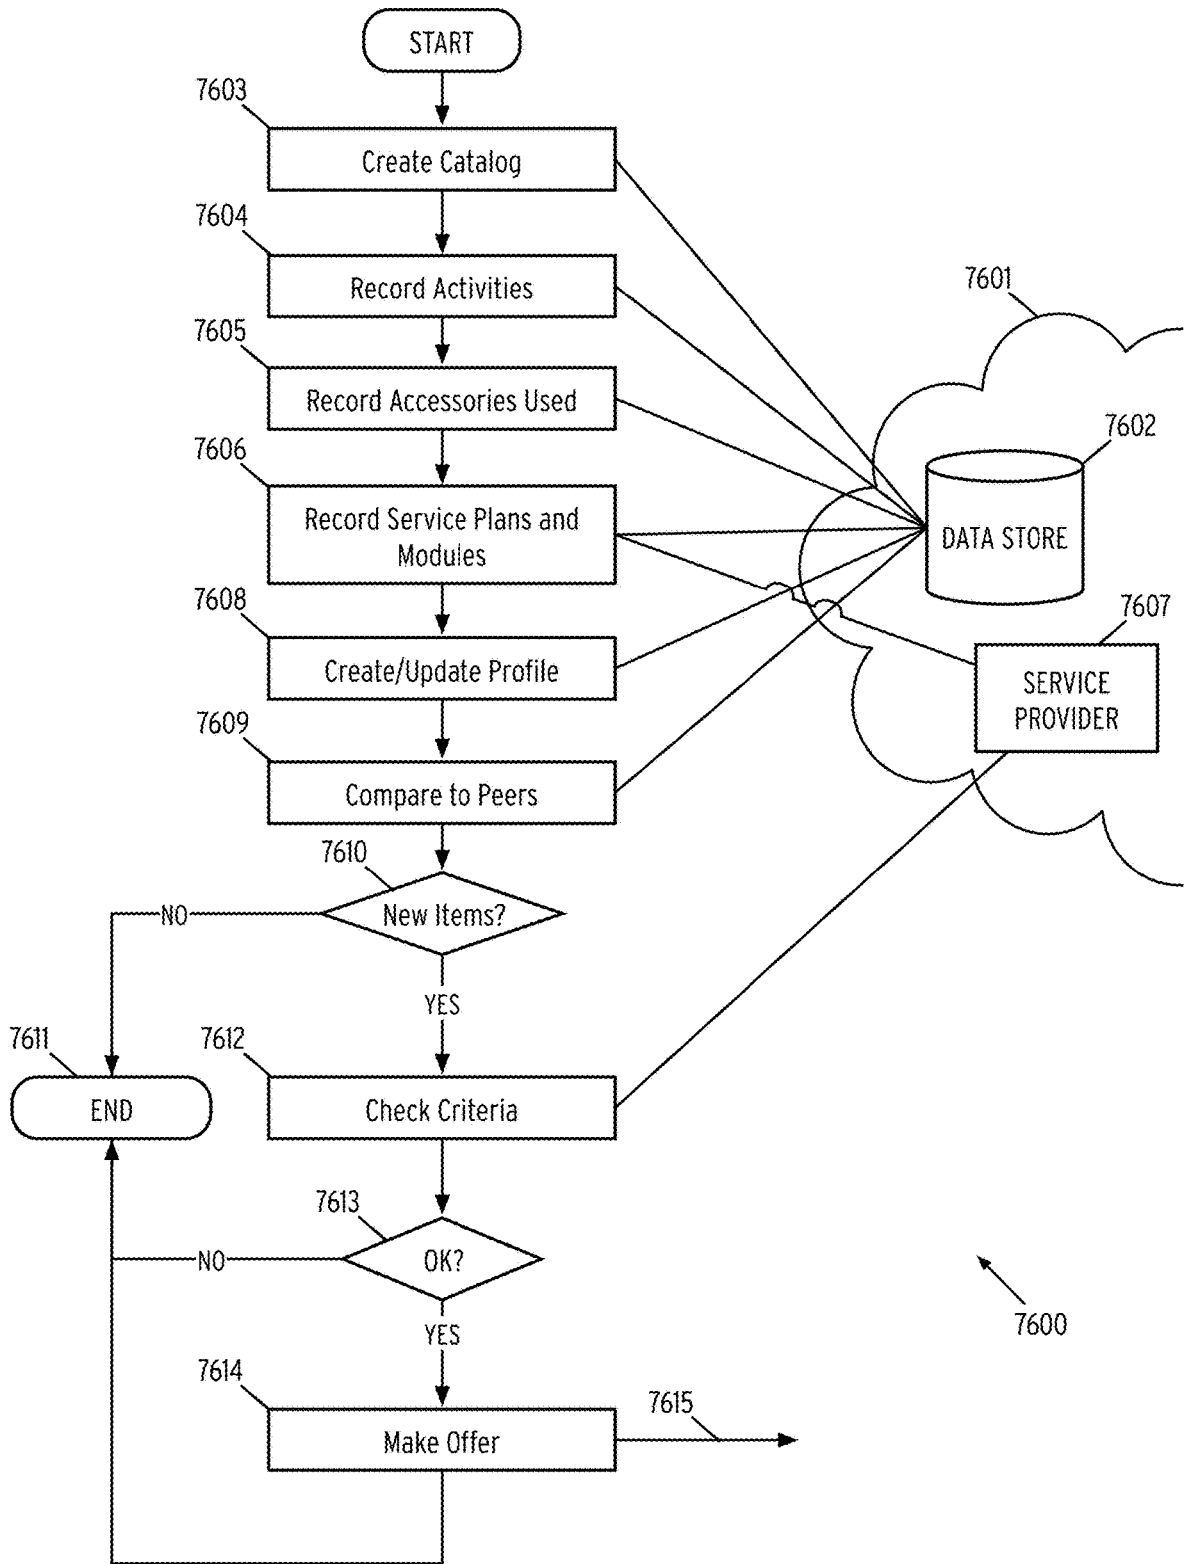 START
7603
Create Catalog
7604
Record Activities
7601
7605
Record Accessories Used
7602
7606
Record Service Plans and
Modules
DATA STORE
7608
7607
Create/Update Profile
SERVICE
PROVIDER
7609
Compare to Peers
7610
New Items?
NO
YES
7611
7612
END
Check Criteria
7613
OK?
NO
YES
7600
7614
7615
Make Offer